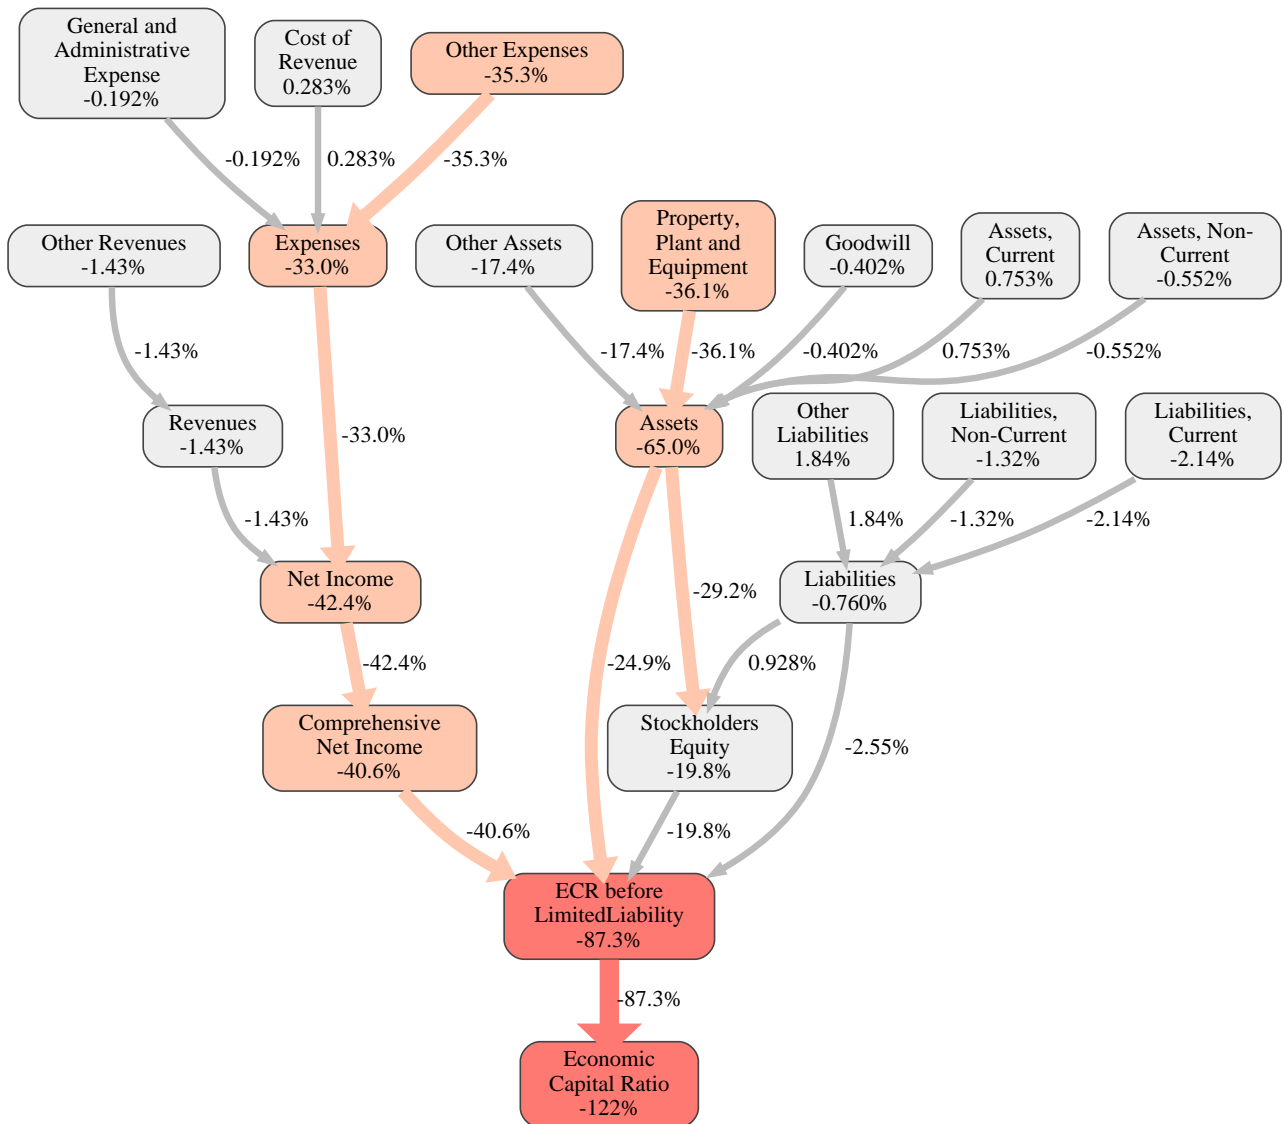 General and
Administrative
Expense
-0.192%
Cost of
Revenue
0.283%
Other Expenses
-35.3%
-0.192%
0.283%
-35.3%
Other Revenues
-1.43%
Expenses
-33.0%
Other Assets
-17.4%
Property,
Plant and
Equipment
-36.1%
Goodwill
-0.402%
Assets,
Current
0.753%
Assets, Non-
Current
-0.552%
-1.43%
-17.4%
-36.1%
-0.402%
0.753%
-0.552%
Revenues
-1.43%
-33.0%
Assets
-65.0%
Other
Liabilities
1.84%
Liabilities,
Non-Current
-1.32%
Liabilities,
Current
-2.14%
-1.43%
1.84%
-1.32%
-2.14%
Net Income
-42.4%
-29.2%
Liabilities
-0.760%
-42.4%
-24.9%
0.928%
Comprehensive
Net Income
-40.6%
Stockholders
Equity
-19.8%
-2.55%
-40.6%
-19.8%
ECR before
LimitedLiability
-87.3%
-87.3%
Economic
Capital Ratio
-122%